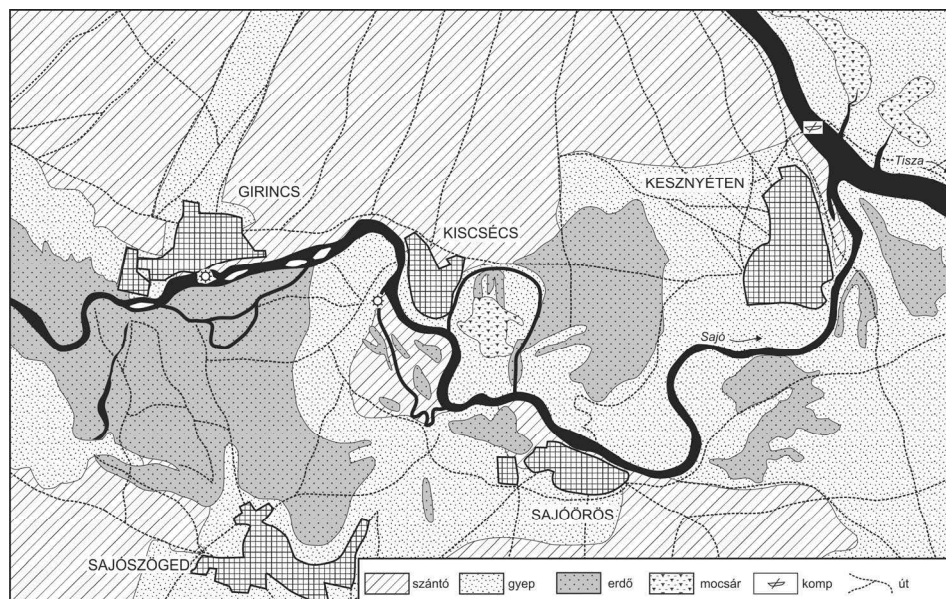 GIRINCS
KISCSÉCS
KESZNYÉTEN
Tisza
Sajó
SAJÓÖRÖS
SAJÓSZÖGED
szántó
gyep
erdő
mocsár
komp
út